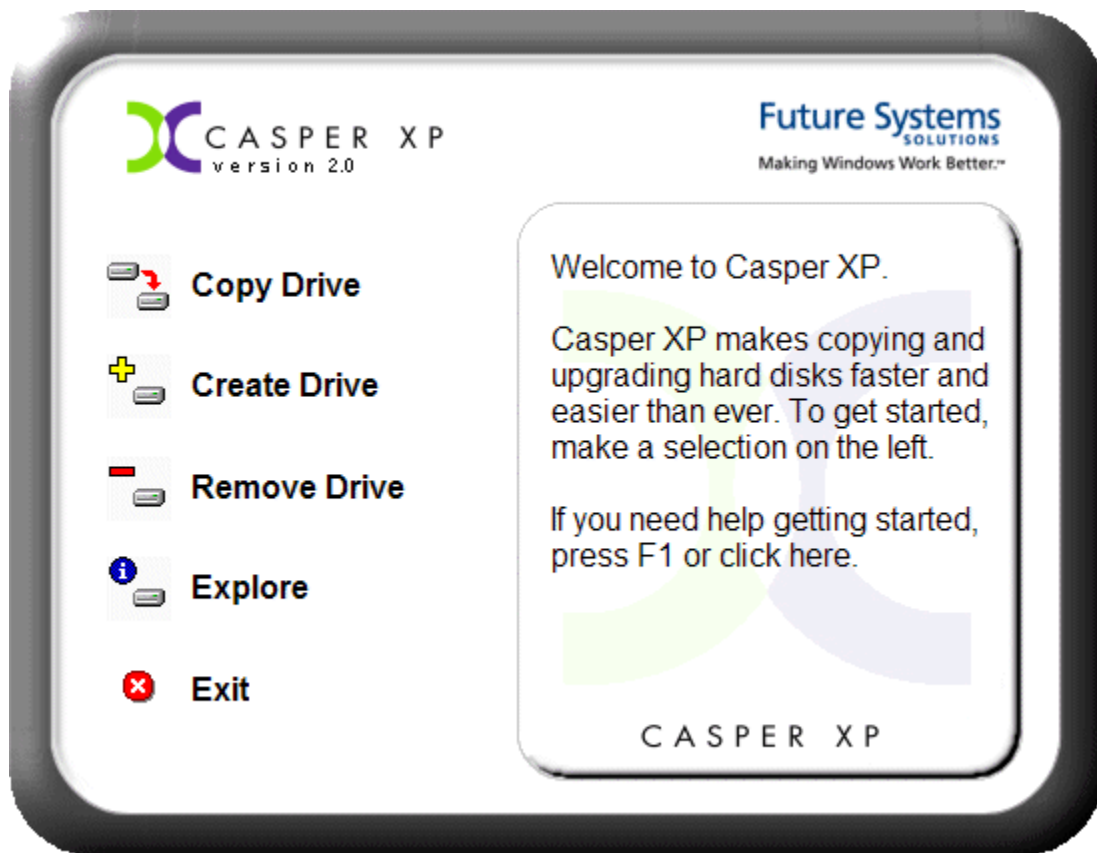 CASPER XP
version 2.0
Future Systems
SOLUTIONS
Making Windows Work Better.™
Copy Drive
Create Drive
Remove Drive
Explore
Exit
Welcome to Casper XP.
Casper XP makes copying and
upgrading hard disks faster and
easier than ever. To get started,
make a selection on the left.
If you need help getting started,
press F1 or click here.
CASPER XP